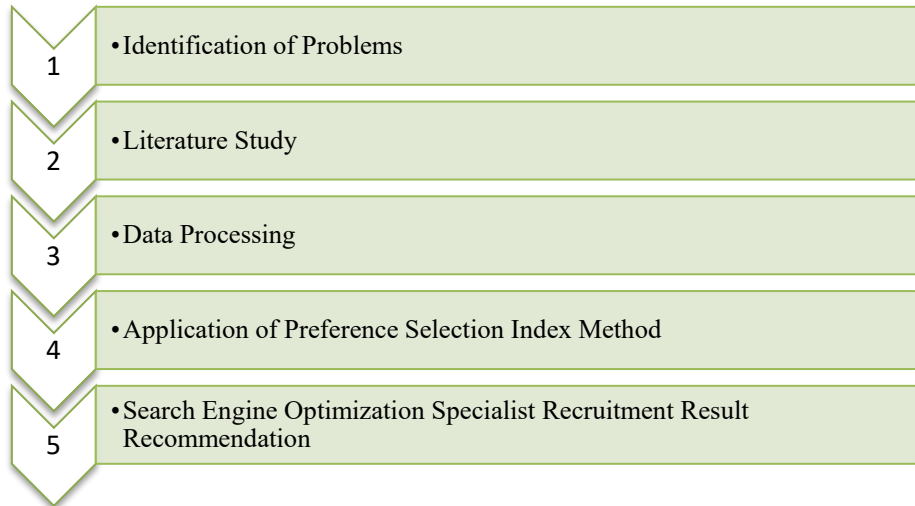 1
•Identification of Problems
2
•Literature Study
3
•Data Processing
4
•Application of Preference Selection Index Method
5
•Search Engine Optimization Specialist Recruitment Result
Recommendation